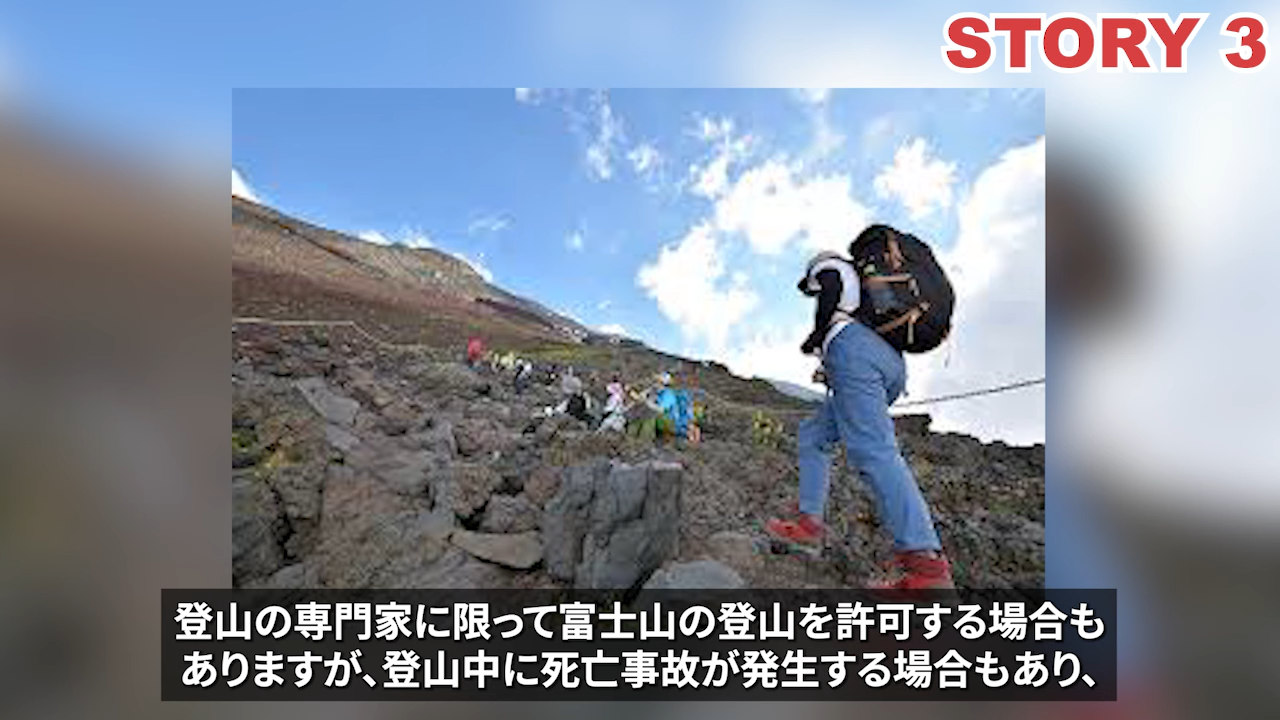 STORY 3
登山の専門家に限って富士山の登山を許可する場合も
ありますが、登山中に死亡事故が発生する場合もあり、